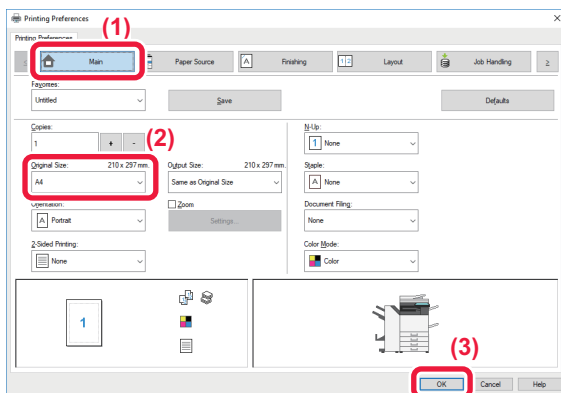 Printing Preferences
(1)
Printing Preferences
Main
Paper Source
Finishing
Layout
Job Handling
Favorites:
Untitled
Save
Defaults
Copies:
1
+
-
(2)
N-Up:
1 None
Original Size: 210 x 297 mm.
A4
Output Size: 210 x 297 mm.
Same as Original Size
Staple:
A None
Orientation:
A Portrait
Zoom
Settings...
Document Filing:
None
2-Sided Printing:
None
Color Mode:
Color
1
(3)
OK
Cancel
Help